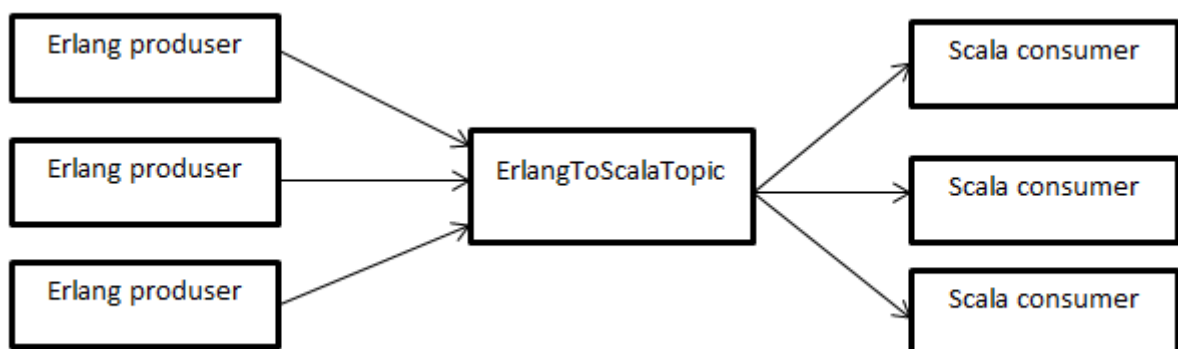 Erlang produser
Erlang produser
Erlang produser
ErlangToScalaTopic
Scala consumer
Scala consumer
Scala consumer